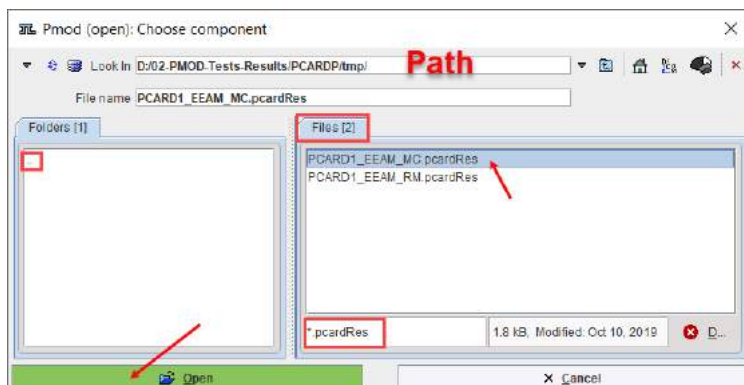 Pmod (open): Choose component
Look In D:/02-PMOD-Tests-Results/PCARDP/tmp/ Path
File name PCARD1_EEAM_MC.pcardRes
Folders [1] Files [2]
..
PCARD1_EEAM_MC.pcardRes
PCARD1_EEAM_RM.pcardRes
*.pcardRes 1.8 kB, Modified: Oct 10, 2019 D...
Open Cancel